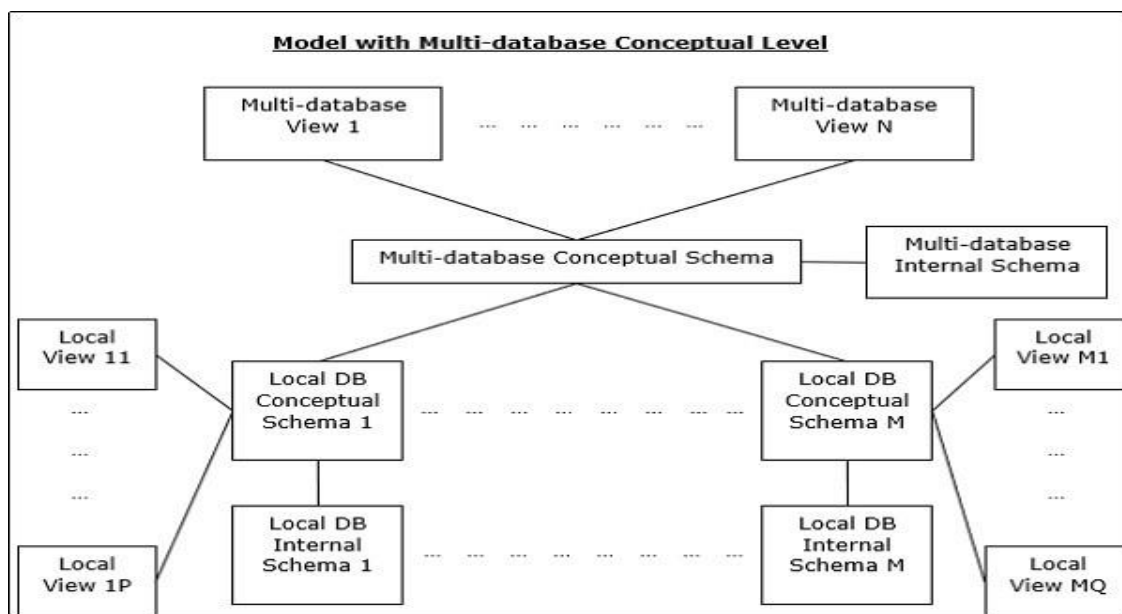 Model with Multi-database Conceptual Level
Multi-database
View 1
... ... ... ... ... ...
Multi-database
View N
Multi-database Conceptual Schema
Multi-database
Internal Schema
Local
View 11
...
...
...
Local
View 1P
Local DB
Conceptual
Schema 1
... ... ... ... ... ... ... ...
Local DB
Conceptual
Schema M
Local
View M1
...
...
...
Local
View MQ
Local DB
Internal
Schema 1
... ... ... ... ... ... ... ...
Local DB
Internal
Schema M